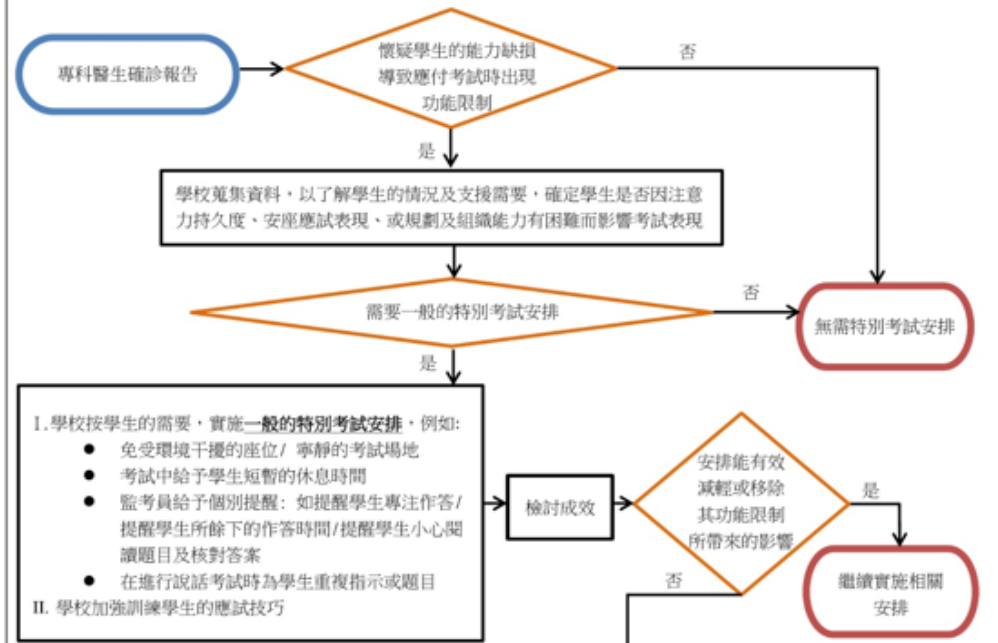 專科醫生確診報告
懷疑學生的能力缺損
導致應付考試時出現
功能限制
否
是
學校蒐集資料，以了解學生的情況及支援需要，確定學生是否因注意
力持久度、安座應試表現、或規劃及組織能力有困難而影響考試表現
需要一般的特別考試安排
否
無需特別考試安排
是
I.學校按學生的需要，實施一般的特別考試安排，例如:
● 免受環境干擾的座位/ 寧靜的考試場地
● 考試中給予學生短暫的休息時間
● 監考員給予個別提醒: 如提醒學生專注作答/
提醒學生所餘下的作答時間/提醒學生小心閱
讀題目及核對答案
● 在進行說話考試時為學生重複指示或題目
II. 學校加強訓練學生的應試技巧
檢討成效
安排能有效
減輕或移除
其功能限制
所帶來的影響
是
否
繼續實施相關
安排